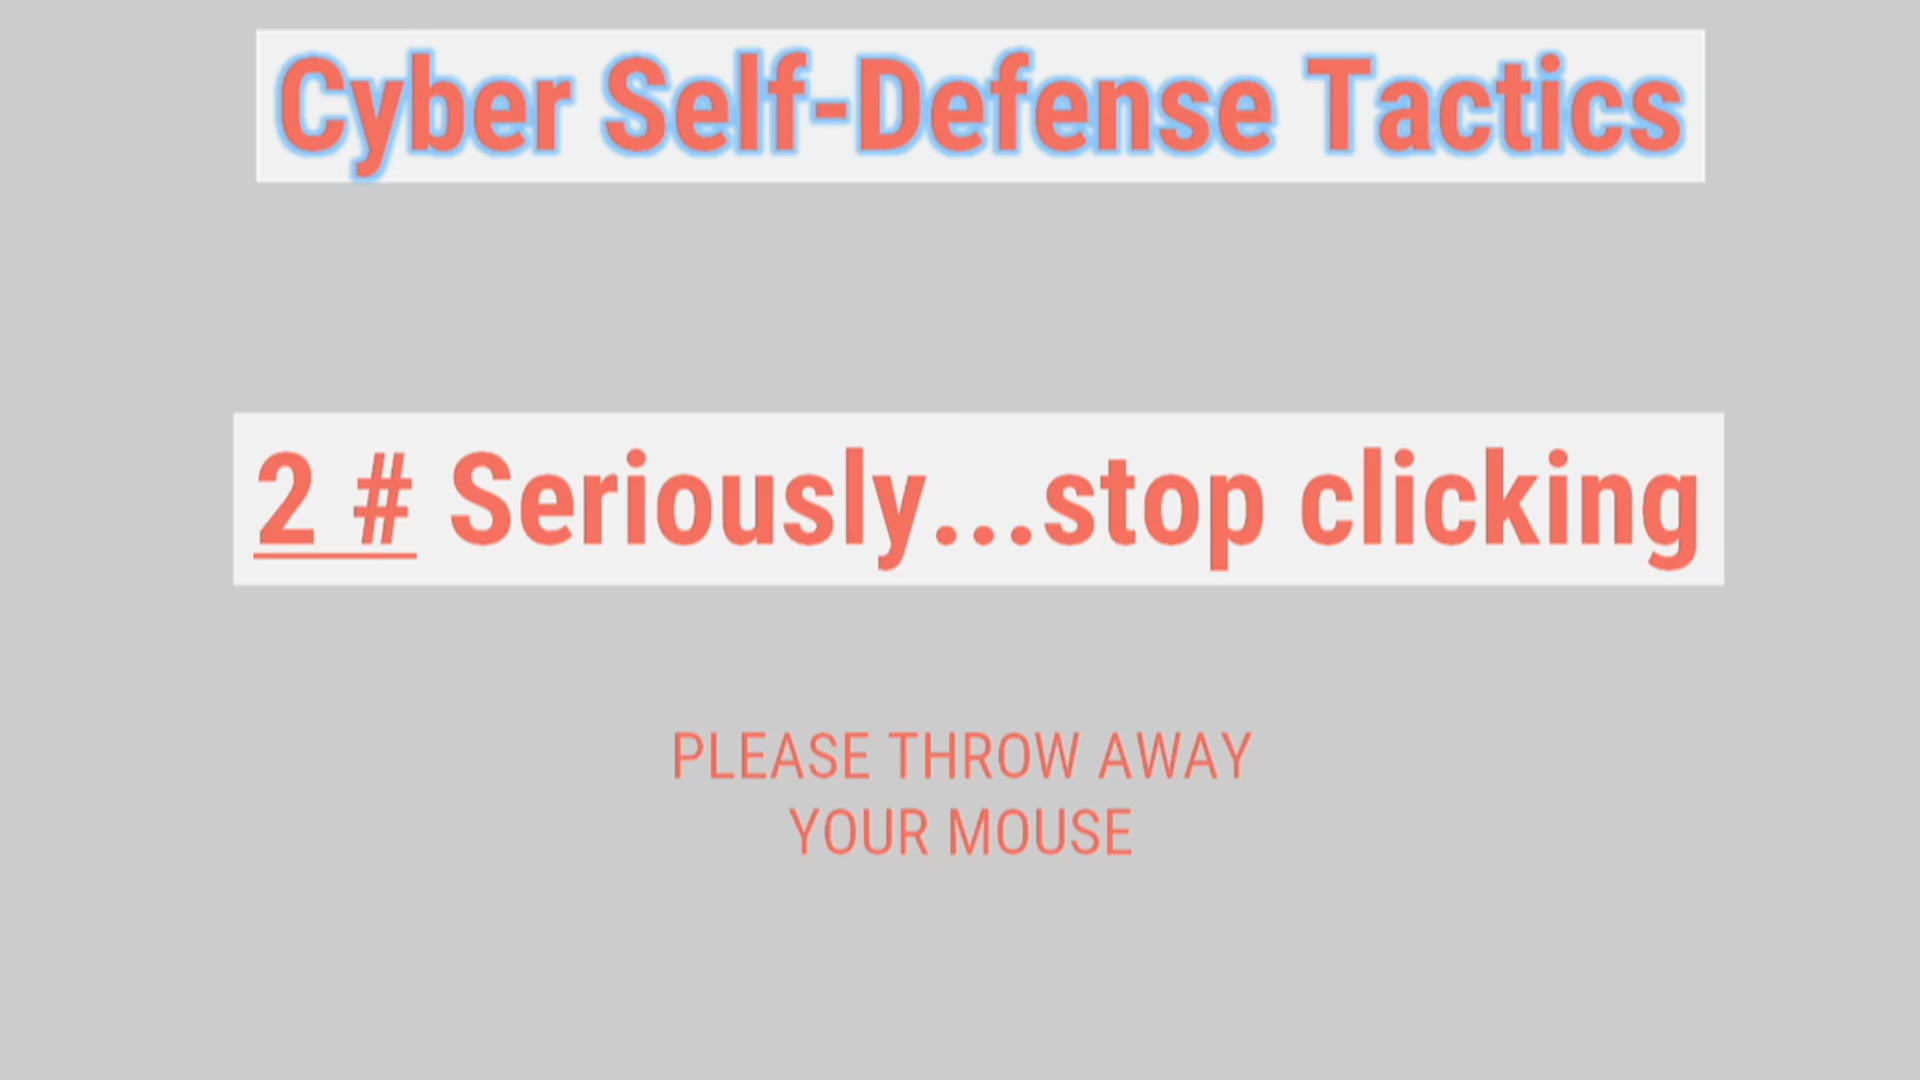 Cyber Self-Defense Tactics
2 # Seriously...stop clicking
PLEASE THROW AWAY
YOUR MOUSE